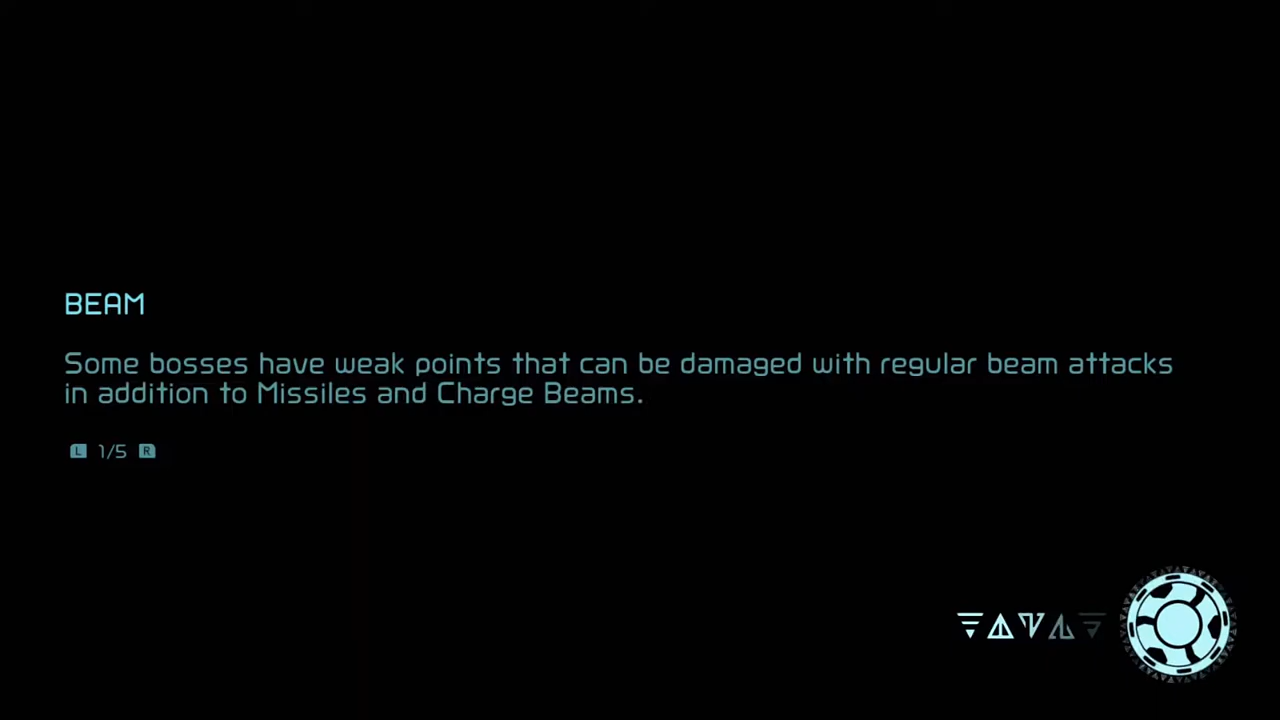 BEAM
Some bosses have weak points that can be damaged with regular beam attacks
in addition to Missiles and Charge Beams.
L 1/5 R